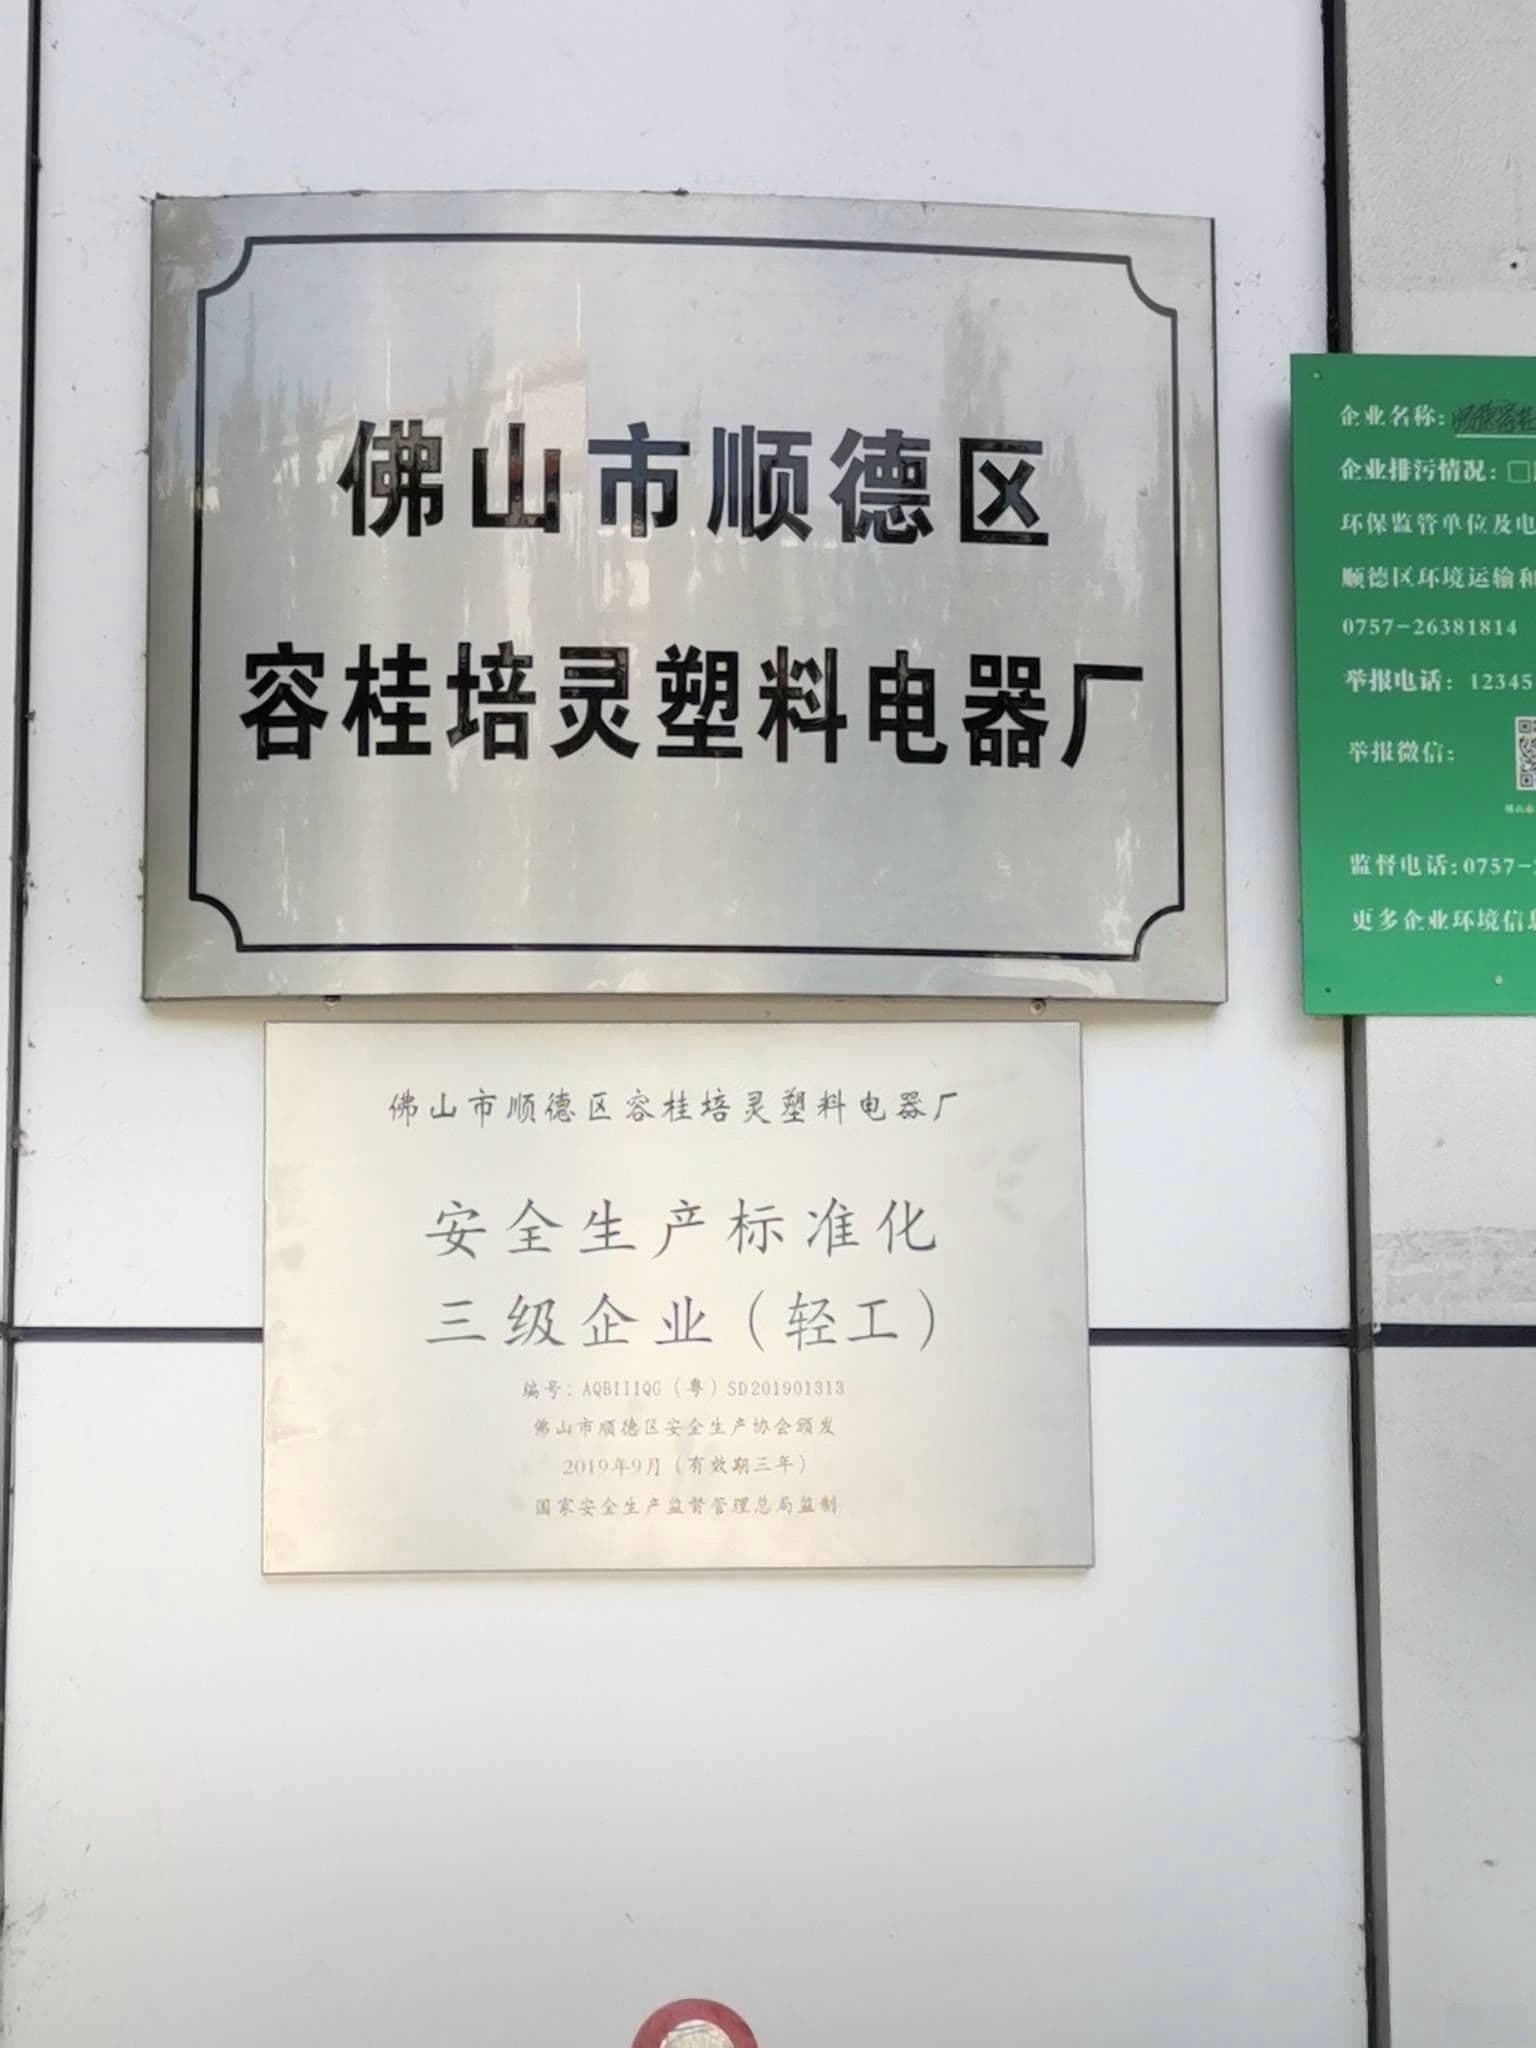 佛山市顺德区
容桂培灵塑料电器厂
佛山市顺德区容桂培灵塑料电器厂
安全生产标准化
三级企业（轻工）
编号：AQBIIIQG（粤）SD201901313
佛山市顺德区安全生产协会颁发
2019年9月（有效期三年）
国家安全生产监督管理总局监制
企业名称：顺德容桂
企业排污情况：□
环保监管单位及电
顺德区环境运输和
0757-26381814
举报电话：12345
举报微信：
监督电话：0757-2
更多企业环境信息